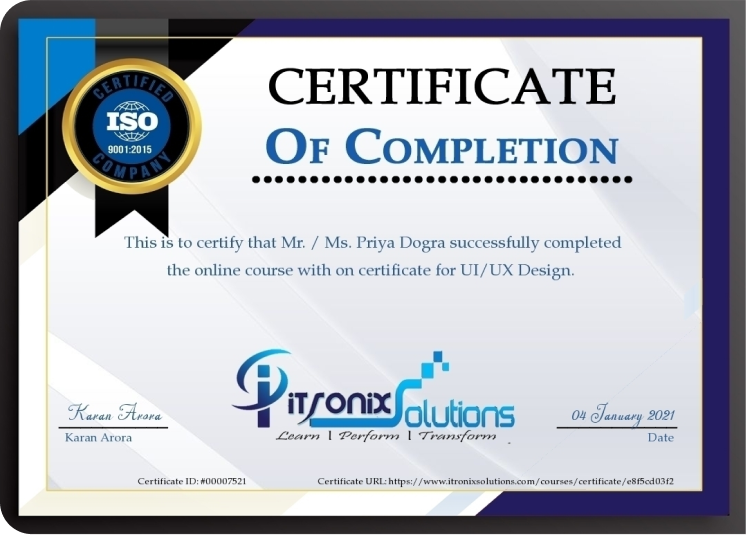 CERTIFIED
ISO
9001:2015
COMPANY
CERTIFICATE
OF COMPLETION
This is to certify that Mr. / Ms. Priya Dogra successfully completed
the online course with on certificate for UI/UX Design.
itronix Solutions
Learn | Perform | Transform
Karan Arora
Karan Arora
04 January 2021
Date
Certificate ID: #00007521
Certificate URL: https://www.itronixsolutions.com/courses/certificate/e8f5cd03f2